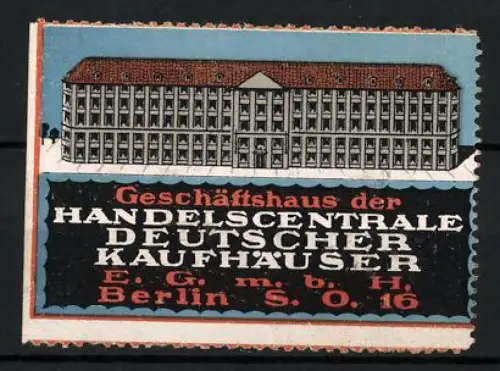 Geschäftshaus der
HANDELSCENTRALE
DEUTSCHER
KAUFHÄUSER
E. G. m. b. H.
Berlin S. O. 16